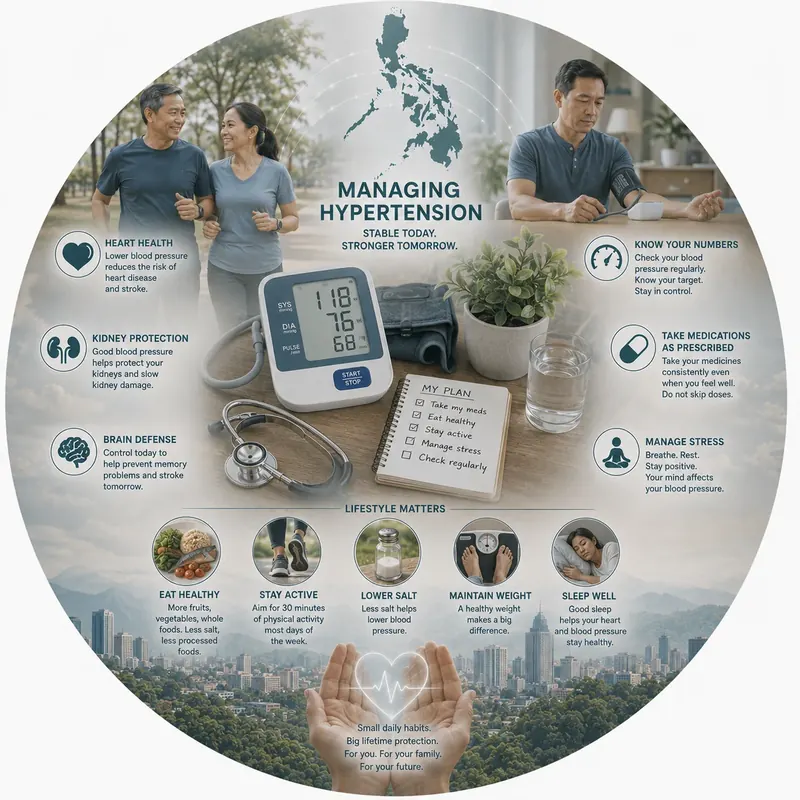 MANAGING
HYPERTENSION
STABLE TODAY.
STRONGER TOMORROW.
HEART HEALTH
Lower blood pressure
reduces the risk of
heart disease
and stroke.
KIDNEY PROTECTION
Good blood pressure
helps protect your
kidneys and slow
kidney damage.
BRAIN DEFENSE
Control today to
help prevent memory
problems and stroke
tomorrow.
SYS
118
DIA
76
PULSE
68
START
STOP
MY PLAN
Take my meds
Eat healthy
Stay active
Manage stress
Check regularly
KNOW YOUR NUMBERS
Check your blood
pressure regularly.
Know your target.
Stay in control.
TAKE MEDICATIONS
AS PRESCRIBED
Take your medicines
consistently even
when you feel well.
Do not skip doses.
MANAGE STRESS
Breathe. Rest.
Stay positive.
Your mind affects
your blood pressure.
LIFESTYLE MATTERS
EAT HEALTHY
More fruits,
vegetables, whole
foods. Less salt,
less processed
foods.
STAY ACTIVE
Aim for 30 minutes
of physical activity
most days of
the week.
LOWER SALT
Less salt helps
lower blood
pressure.
MAINTAIN WEIGHT
A healthy weight
makes a big
difference.
SLEEP WELL
Good sleep
helps your heart
and blood pressure
stay healthy.
Small daily habits.
Big lifetime protection.
For you. For your family.
For your future.